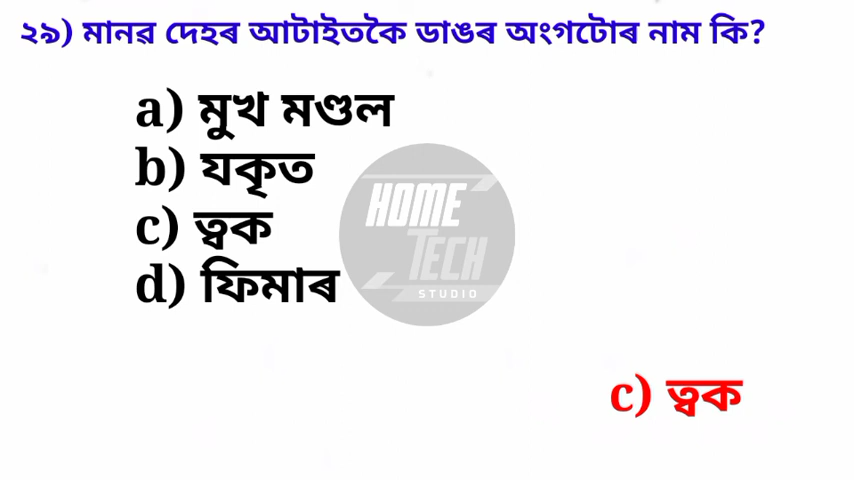 ২৯) মানৱ দেহৰ আটাইতকৈ ডাঙৰ অংগটোৰ নাম কি?
a) মুখ মণ্ডল
b) যকৃত
c) ত্বক
d) ফিমাৰ
HOME
TECH
STUDIO
c) ত্বক